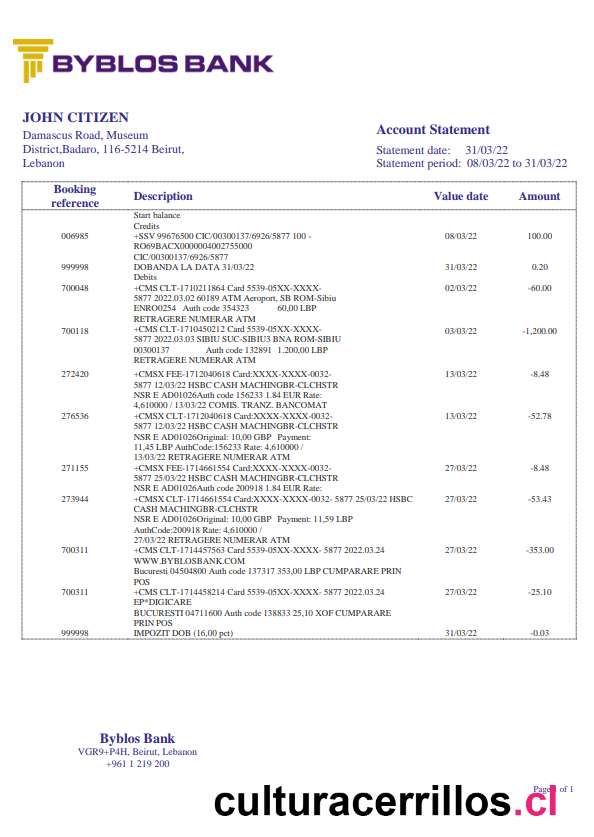 BYBLOS BANK
JOHN CITIZEN
Damascus Road, Museum
District,Badaro, 116-5214 Beirut,
Lebanon
Account Statement
Statement date: 31/03/22
Statement period: 08/03/22 to 31/03/22
Booking reference Description Value date Amount
Start balance
Credits
006985 +SSV 99676500 CIC/00300137/6926/5877 100 - 08/03/22 100.00
RO69BACX0000004002755000
CIC/00300137/6926/5877
999998 DOBANDA LA DATA 31/03/22 31/03/22 0.20
Debits
700048 +CMS CLT-1710211864 Card 5539-05XX-XXXX- 02/03/22 -60.00
5877 2022.03.02 60189 ATM Aeroport, SB ROM-Sibiu
ENRO0254 Auth code 354323 60,00 LBP
RETRAGERE NUMERAR ATM
700118 +CMS CLT-1710450212 Card 5539-05XX-XXXX- 03/03/22 -1,200.00
5877 2022.03.03 SIBIU SUC-SIBIU3 BNA ROM-SIBIU
00300137 Auth code 132891 1.200,00 LBP
RETRAGERE NUMERAR ATM
272420 +CMSX FEE-1712040618 Card:XXXX-XXXX-0032- 13/03/22 -8.48
5877 12/03/22 HSBC CASH MACHINGBR-CLCHSTR
NSR E AD01026Auth code 156233 1.84 EUR Rate:
4,610000 / 13/03/22 COMIS. TRANZ. BANCOMAT
276536 +CMSX CLT-1712040618 Card:XXXX-XXXX-0032- 13/03/22 -52.78
5877 12/03/22 HSBC CASH MACHINGBR-CLCHSTR
NSR E AD01026Original: 10,00 GBP Payment:
11,45 LBP AuthCode:156233 Rate: 4,610000 /
13/03/22 RETRAGERE NUMERAR ATM
271155 +CMSX FEE-1714661554 Card:XXXX-XXXX-0032- 27/03/22 -8.48
5877 25/03/22 HSBC CASH MACHINGBR-CLCHSTR
NSR E AD01026Auth code 200918 1.84 EUR Rate:
273944 +CMSX CLT-1714661554 Card:XXXX-XXXX-0032- 5877 25/03/22 HSBC 27/03/22 -53.43
CASH MACHINGBR-CLCHSTR
NSR E AD01026Original: 10,00 GBP Payment: 11,59 LBP
AuthCode:200918 Rate: 4,610000 /
27/03/22 RETRAGERE NUMERAR ATM
700311 +CMS CLT-1714457563 Card 5539-05XX-XXXX- 5877 2022.03.24 27/03/22 -353.00
WWW.BYBLOSBANK.COM
Bucuresti 04504800 Auth code 137317 353,00 LBP CUMPARARE PRIN
POS
700311 +CMS CLT-1714458214 Card 5539-05XX-XXXX- 5877 2022.03.24 27/03/22 -25.10
EP*DIGICARE
BUCURESTI 04711600 Auth code 138833 25,10 XOF CUMPARARE
PRIN POS
999998 IMPOZIT DOB (16,00 pct) 31/03/22 -0.03
Byblos Bank
VGR9+P4H, Beirut, Lebanon
+961 1 219 200
Page of 1
culturacerrillos.cl